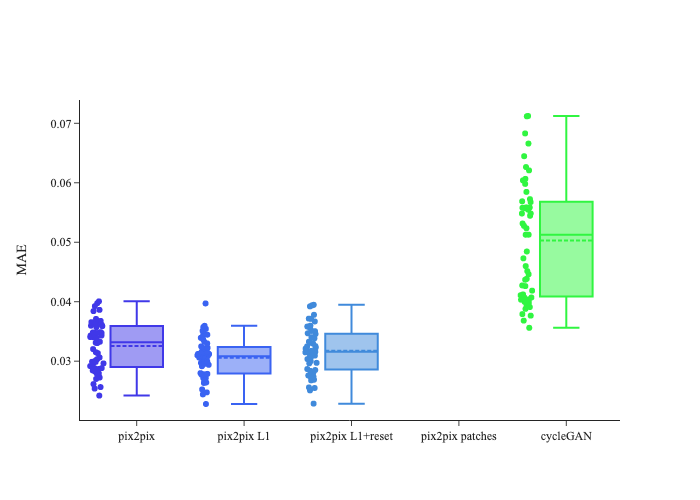 MAE
0.07
0.06
0.05
0.04
0.03
pix2pix
pix2pix L1
pix2pix L1+reset
pix2pix patches
cycleGAN